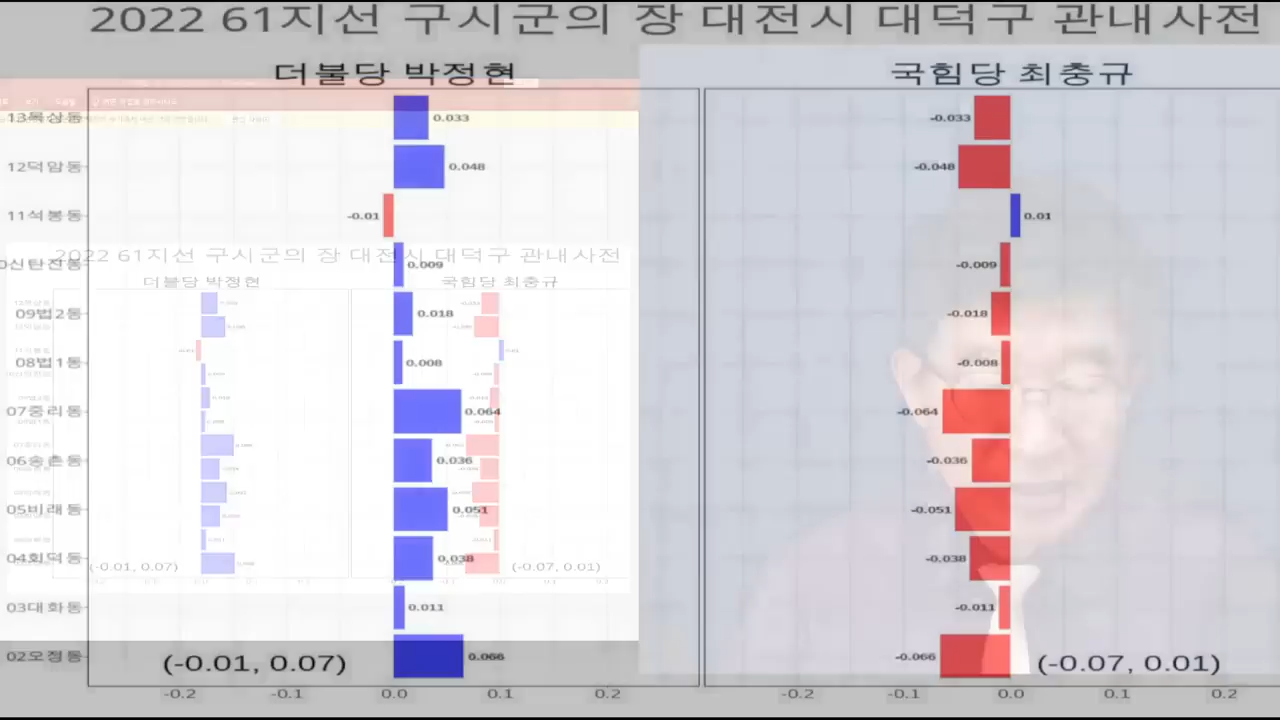 2022 61지선 구시군의 장 대전시 대덕구 관내사전
더불당 박정현
국힘당 최충규
13목상동
0.033
-0.033
12덕암동
0.048
-0.048
11석봉동
-0.01
0.01
2022 61지선 구시군의 장 대전시 대덕구 관내사전
더불당 박정현 국힘당 최충규
0신탄진동
0.009
-0.009
09법2동
0.018
-0.018
08법1동
0.008
-0.008
07중리동
0.064
-0.064
06송촌동
0.036
-0.036
05비래동
0.051
-0.051
04회덕동
0.038
-0.038
(-0.01, 0.07)
(-0.07, 0.01)
03대화동
0.011
-0.011
02오정동
0.066
-0.066
(-0.01, 0.07)
(-0.07, 0.01)
-0.2 -0.1 0.0 0.1 0.2
-0.2 -0.1 0.0 0.1 0.2